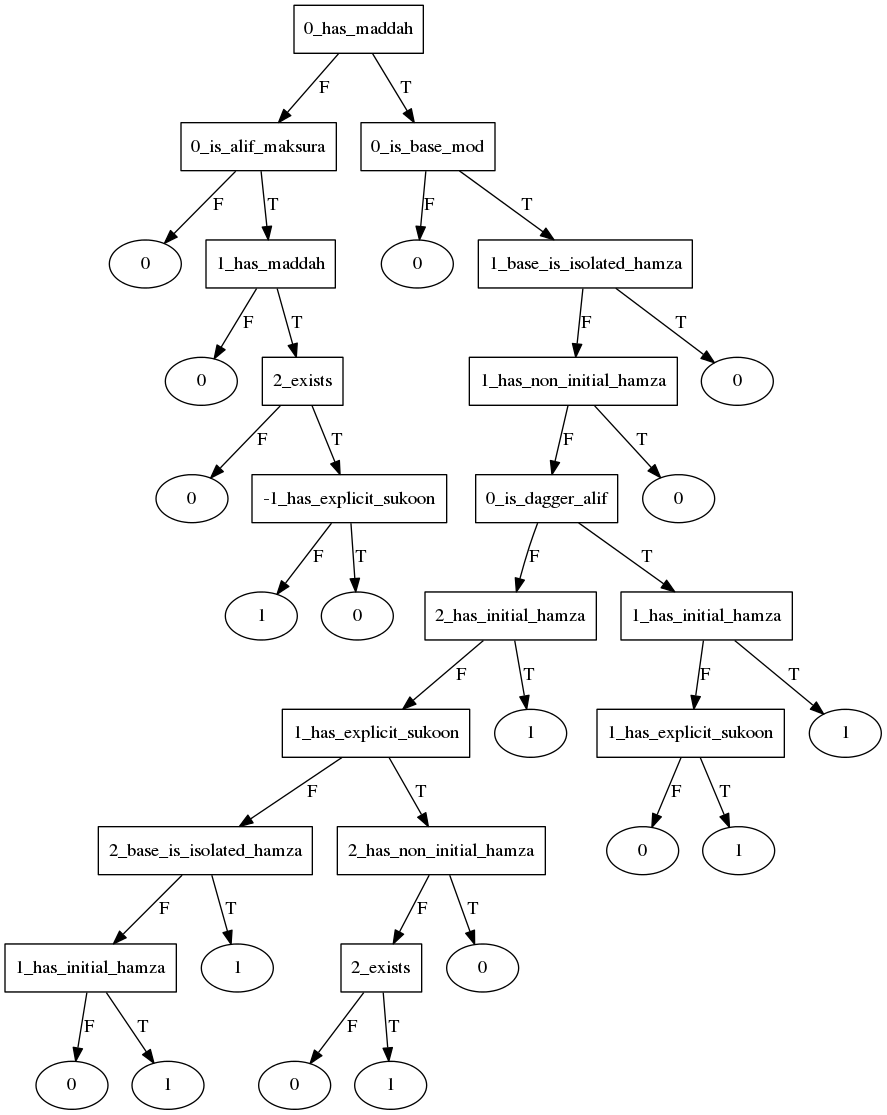 0_has_maddah
F T
0_is_alif_maksura 0_is_base_mod
F T F T
0 1_has_maddah 0 1_base_is_isolated_hamza
F T F T
0 2_exists 1_has_non_initial_hamza 0
F T F T
0 -1_has_explicit_sukoon 0_is_dagger_alif 0
F T F T
1 0 2_has_initial_hamza 1_has_initial_hamza
F T F T
1_has_explicit_sukoon 1 1_has_explicit_sukoon 1
F T F T
2_base_is_isolated_hamza 2_has_non_initial_hamza 0 1
F T F T
1_has_initial_hamza 1 2_exists 0
F T F T
0 1 0 1